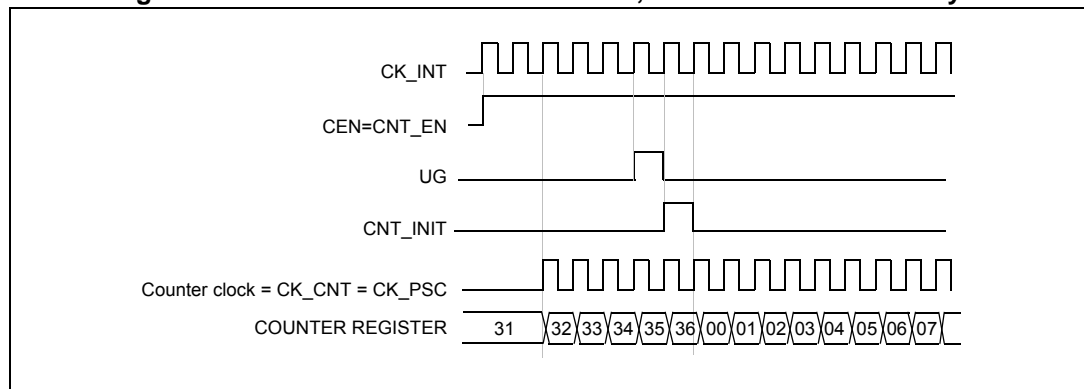 CK_INT
CEN=CNT_EN
UG
CNT_INIT
Counter clock = CK_CNT = CK_PSC
COUNTER REGISTER 31 32 33 34 35 36 00 01 02 03 04 05 06 07